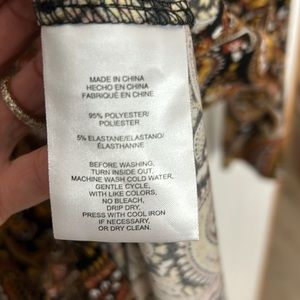 MADE IN CHINA
HECHO EN CHINA
FABRIQUÉ EN CHINE
95% POLYESTER/
POLIESTER
5% ELASTANE/ELASTANO/
ÉLASTHANNE
BEFORE WASHING,
TURN INSIDE OUT.
MACHINE WASH COLD WATER,
GENTLE CYCLE,
WITH LIKE COLORS,
NO BLEACH,
DRIP DRY,
PRESS WITH COOL IRON
IF NECESSARY,
OR DRY CLEAN.